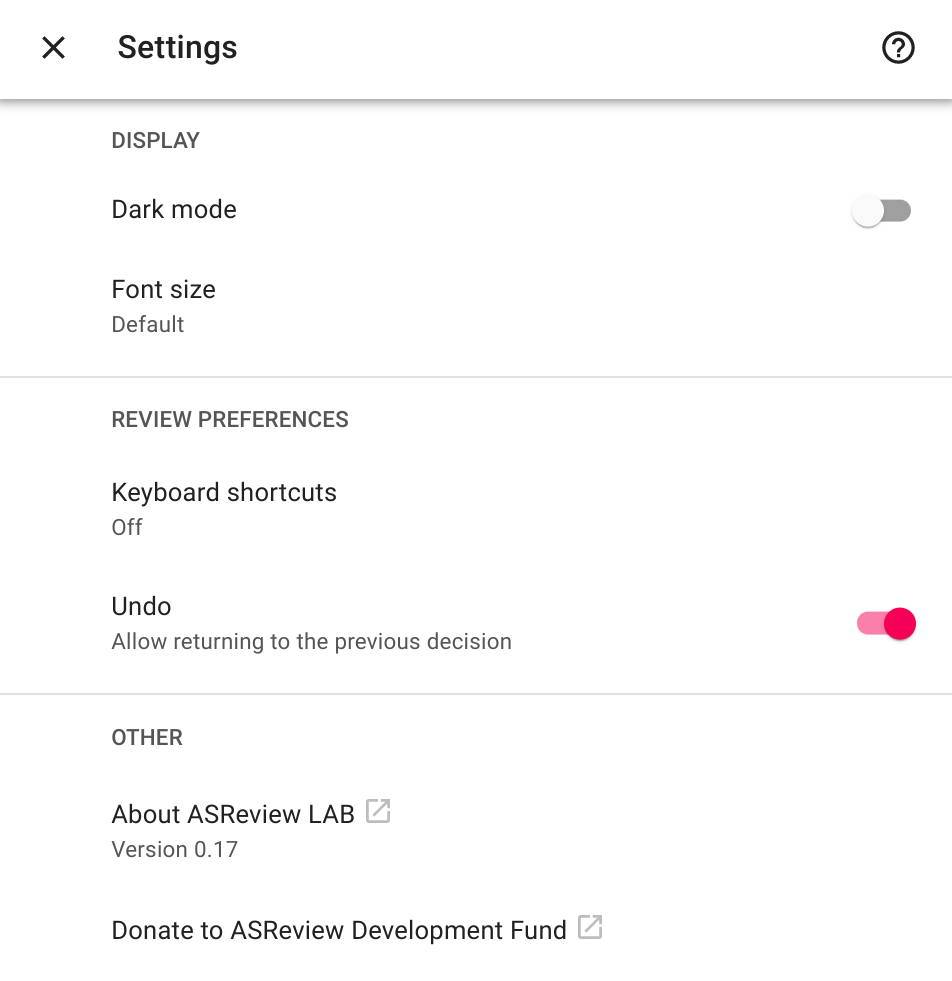 Settings
DISPLAY
Dark mode
Font size
Default
REVIEW PREFERENCES
Keyboard shortcuts
Off
Undo
Allow returning to the previous decision
OTHER
About ASReview LAB
Version 0.17
Donate to ASReview Development Fund